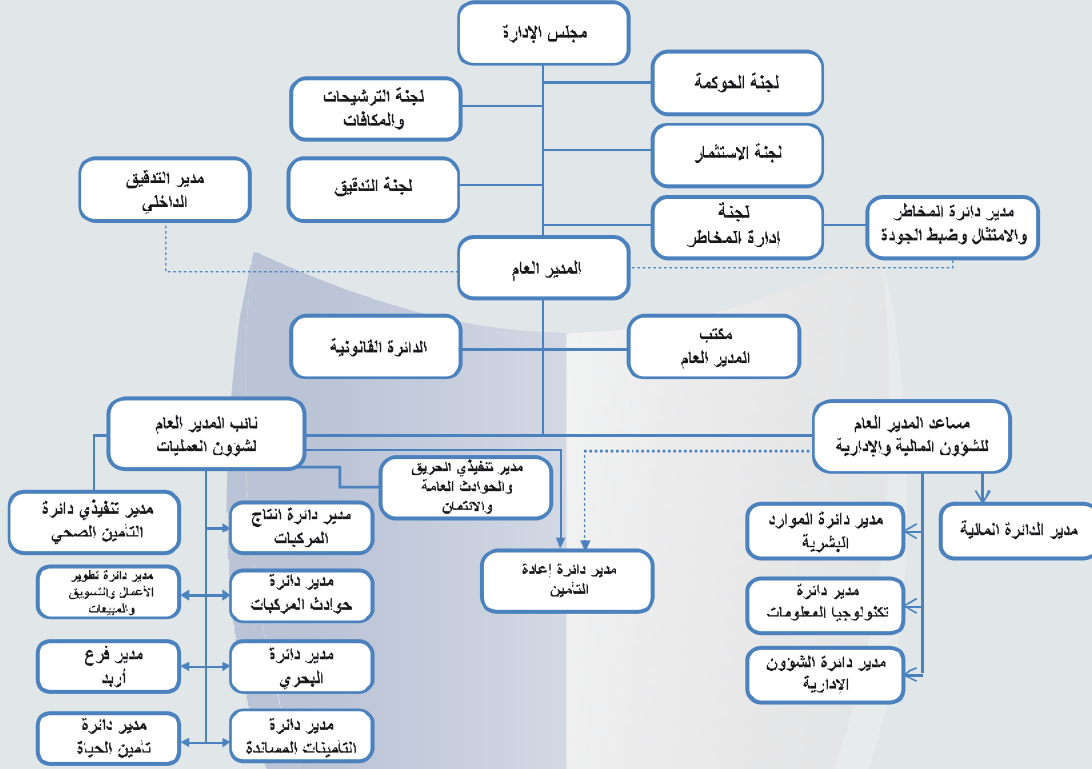 مجلس الإدارة
لجنة الحوكمة
لجنة الترشيحات
والمكافات
لجنة الاستثمار
لجنة التدقيق
مدير التدقيق
الداخلي
لجنة
إدارة المخاطر
مدير دائرة المخاطر
والامتثال وضبط الجودة
المدير العام
مكتب
المدير العام
الدائرة القانونية
مساعد المدير العام
للشؤون المالية والإدارية
نائب المدير العام
لشؤون العمليات
مدير تنفيذي الحريق
والحوادث العامة
والائتمان
مدير الدائرة المالية
مدير دائرة الموارد
البشرية
مدير دائرة إعادة
التأمين
مدير دائرة انتاج
المركبات
مدير تنفيذي دائرة
التأمين الصحي
مدير دائرة
تكنولوجيا المعلومات
مدير دائرة
حوادث المركبات
مدير دائرة تطوير
الأعمال والتسويق
والمبيعات
مدير دائرة الشؤون
الإدارية
مدير دائرة
البحري
مدير فرع
أربد
مدير دائرة
التأمينات المساندة
مدير دائرة
تأمين الحياة